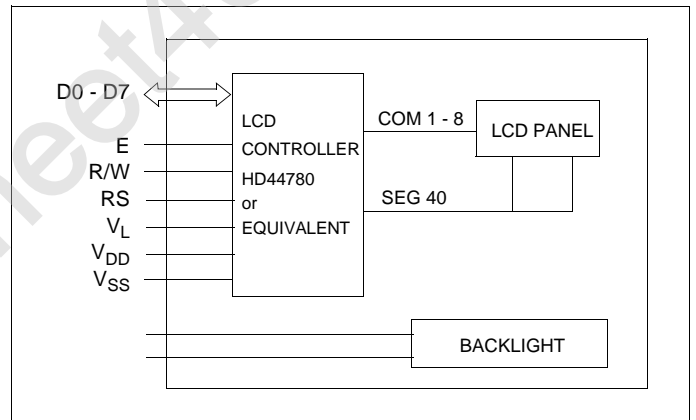 D0 - D7
E
R/W
RS
VL
VDD
VSS
LCD
CONTROLLER
HD44780
or
EQUIVALENT
COM 1 - 8
SEG 40
LCD PANEL
BACKLIGHT